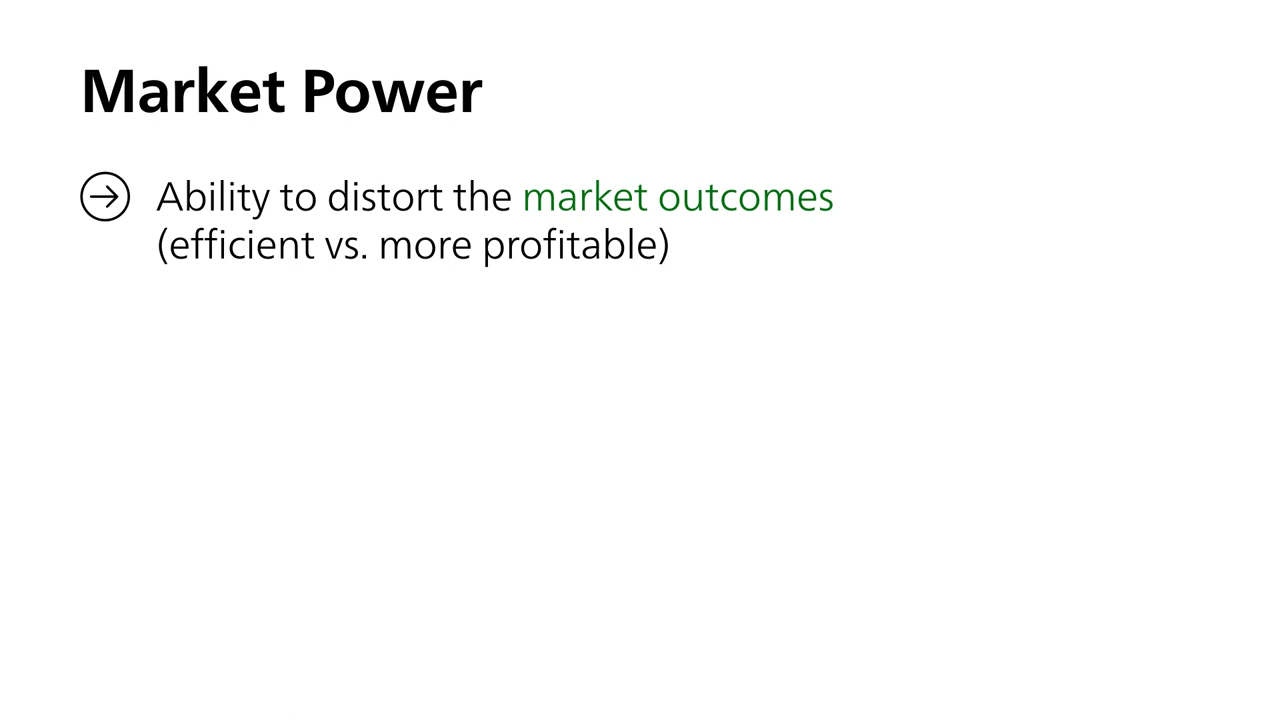 Market Power
Ability to distort the market outcomes
(efficient vs. more profitable)